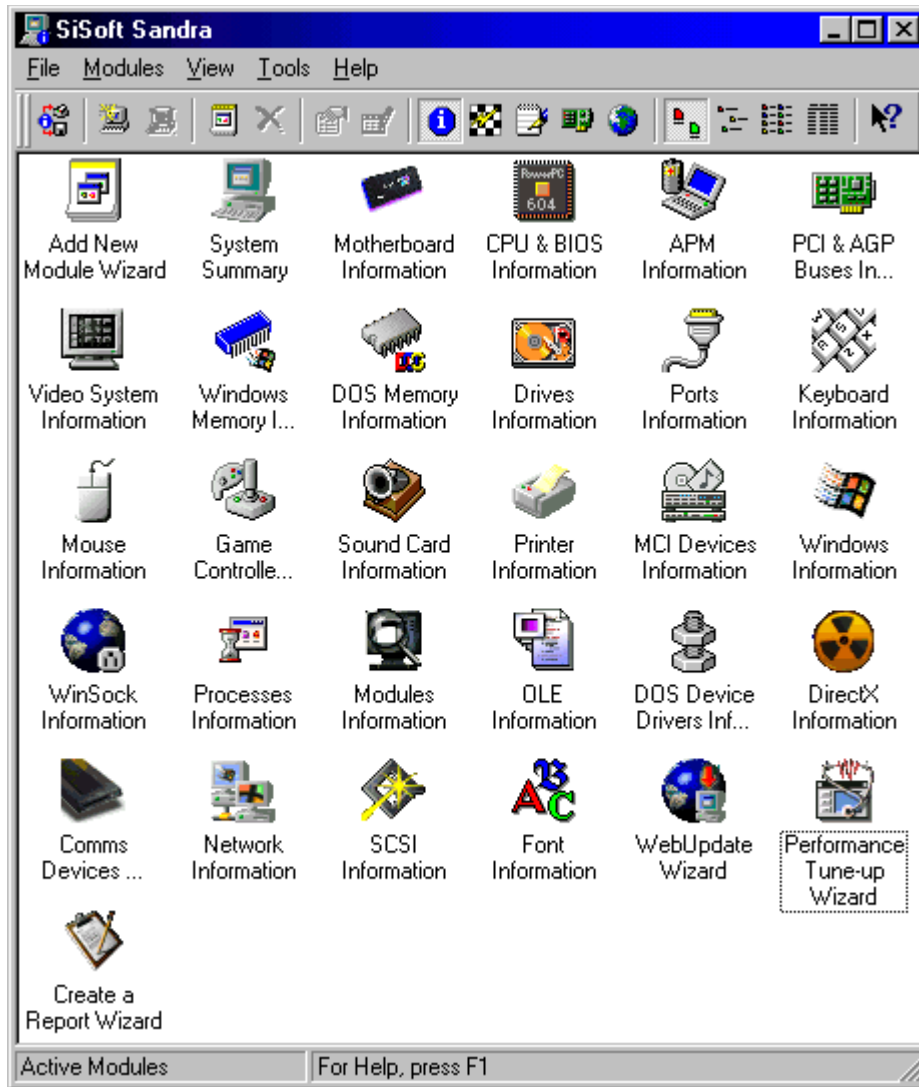 SiSoft Sandra
File Modules View Tools Help
PowerPC
604
Add New
Module Wizard
System
Summary
Motherboard
Information
CPU & BIOS
Information
APM
Information
PCI & AGP
Buses In...
Video System
Information
Windows
Memory I...
DOS Memory
Information
Drives
Information
Ports
Information
Keyboard
Information
Mouse
Information
Game
Controlle...
Sound Card
Information
Printer
Information
MCI Devices
Information
Windows
Information
WinSock
Information
Processes
Information
Modules
Information
OLE
Information
DOS Device
Drivers Inf...
DirectX
Information
Comms
Devices ...
Network
Information
SCSI
Information
ABC
Font
Information
WebUpdate
Wizard
Performance
Tune-up
Wizard
Create a
Report Wizard
Active Modules
For Help, press F1